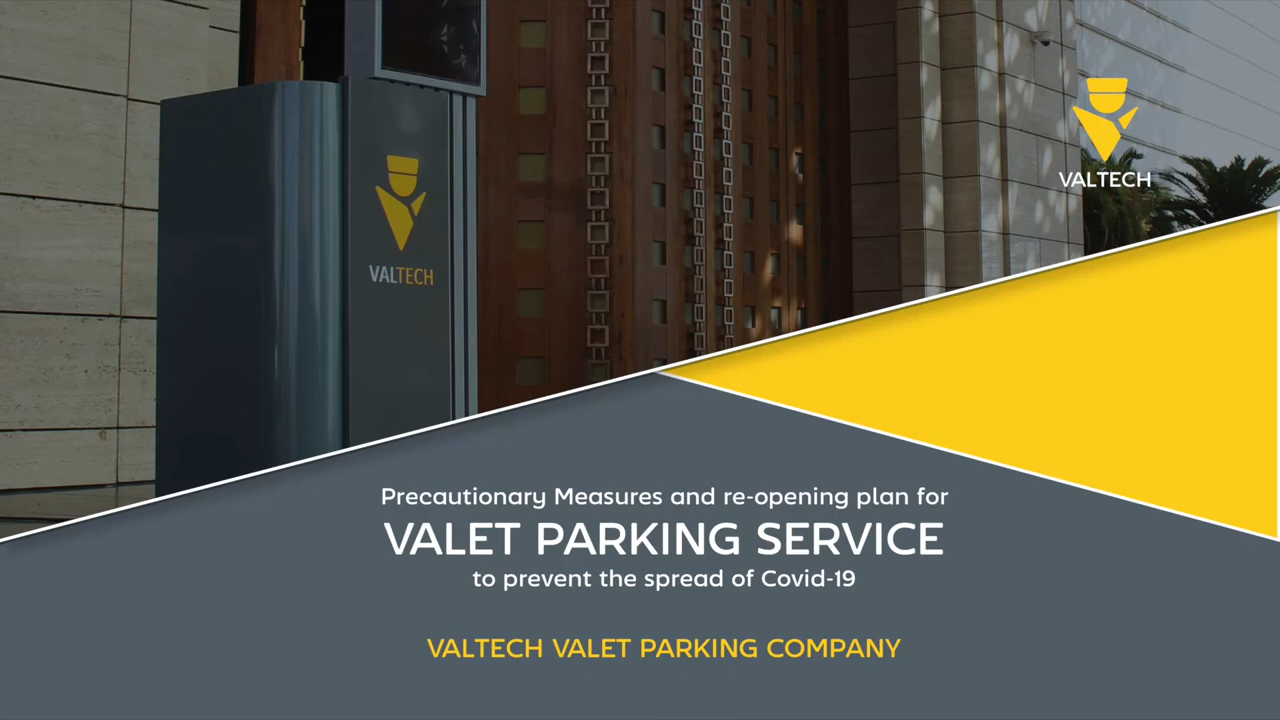 VALTECH
VALTECH
Precautionary Measures and re-opening plan for
VALET PARKING SERVICE
to prevent the spread of Covid-19
VALTECH VALET PARKING COMPANY